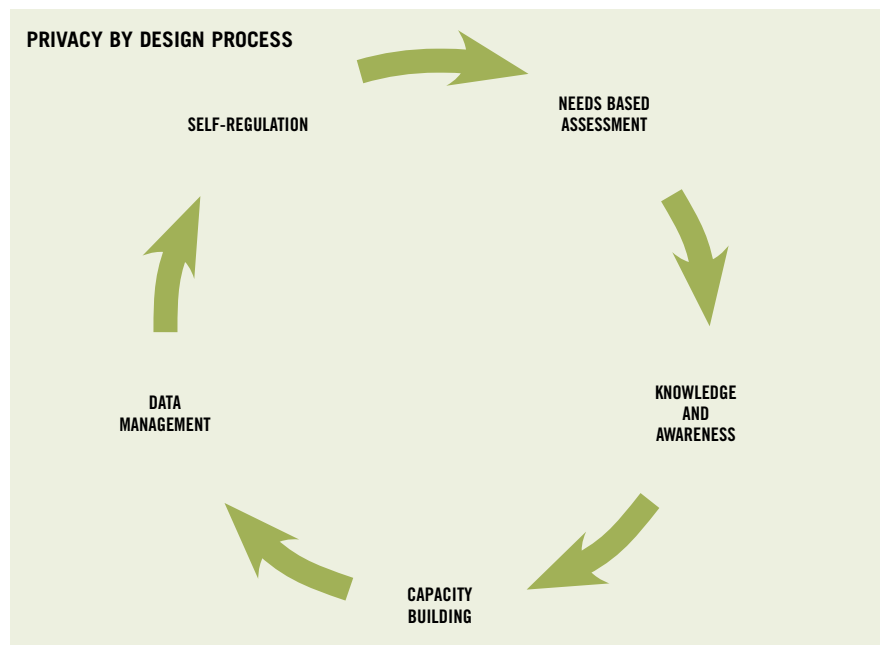 PRIVACY BY DESIGN PROCESS
SELF-REGULATION
NEEDS BASED
ASSESSMENT
KNOWLEDGE
AND
AWARENESS
CAPACITY
BUILDING
DATA
MANAGEMENT